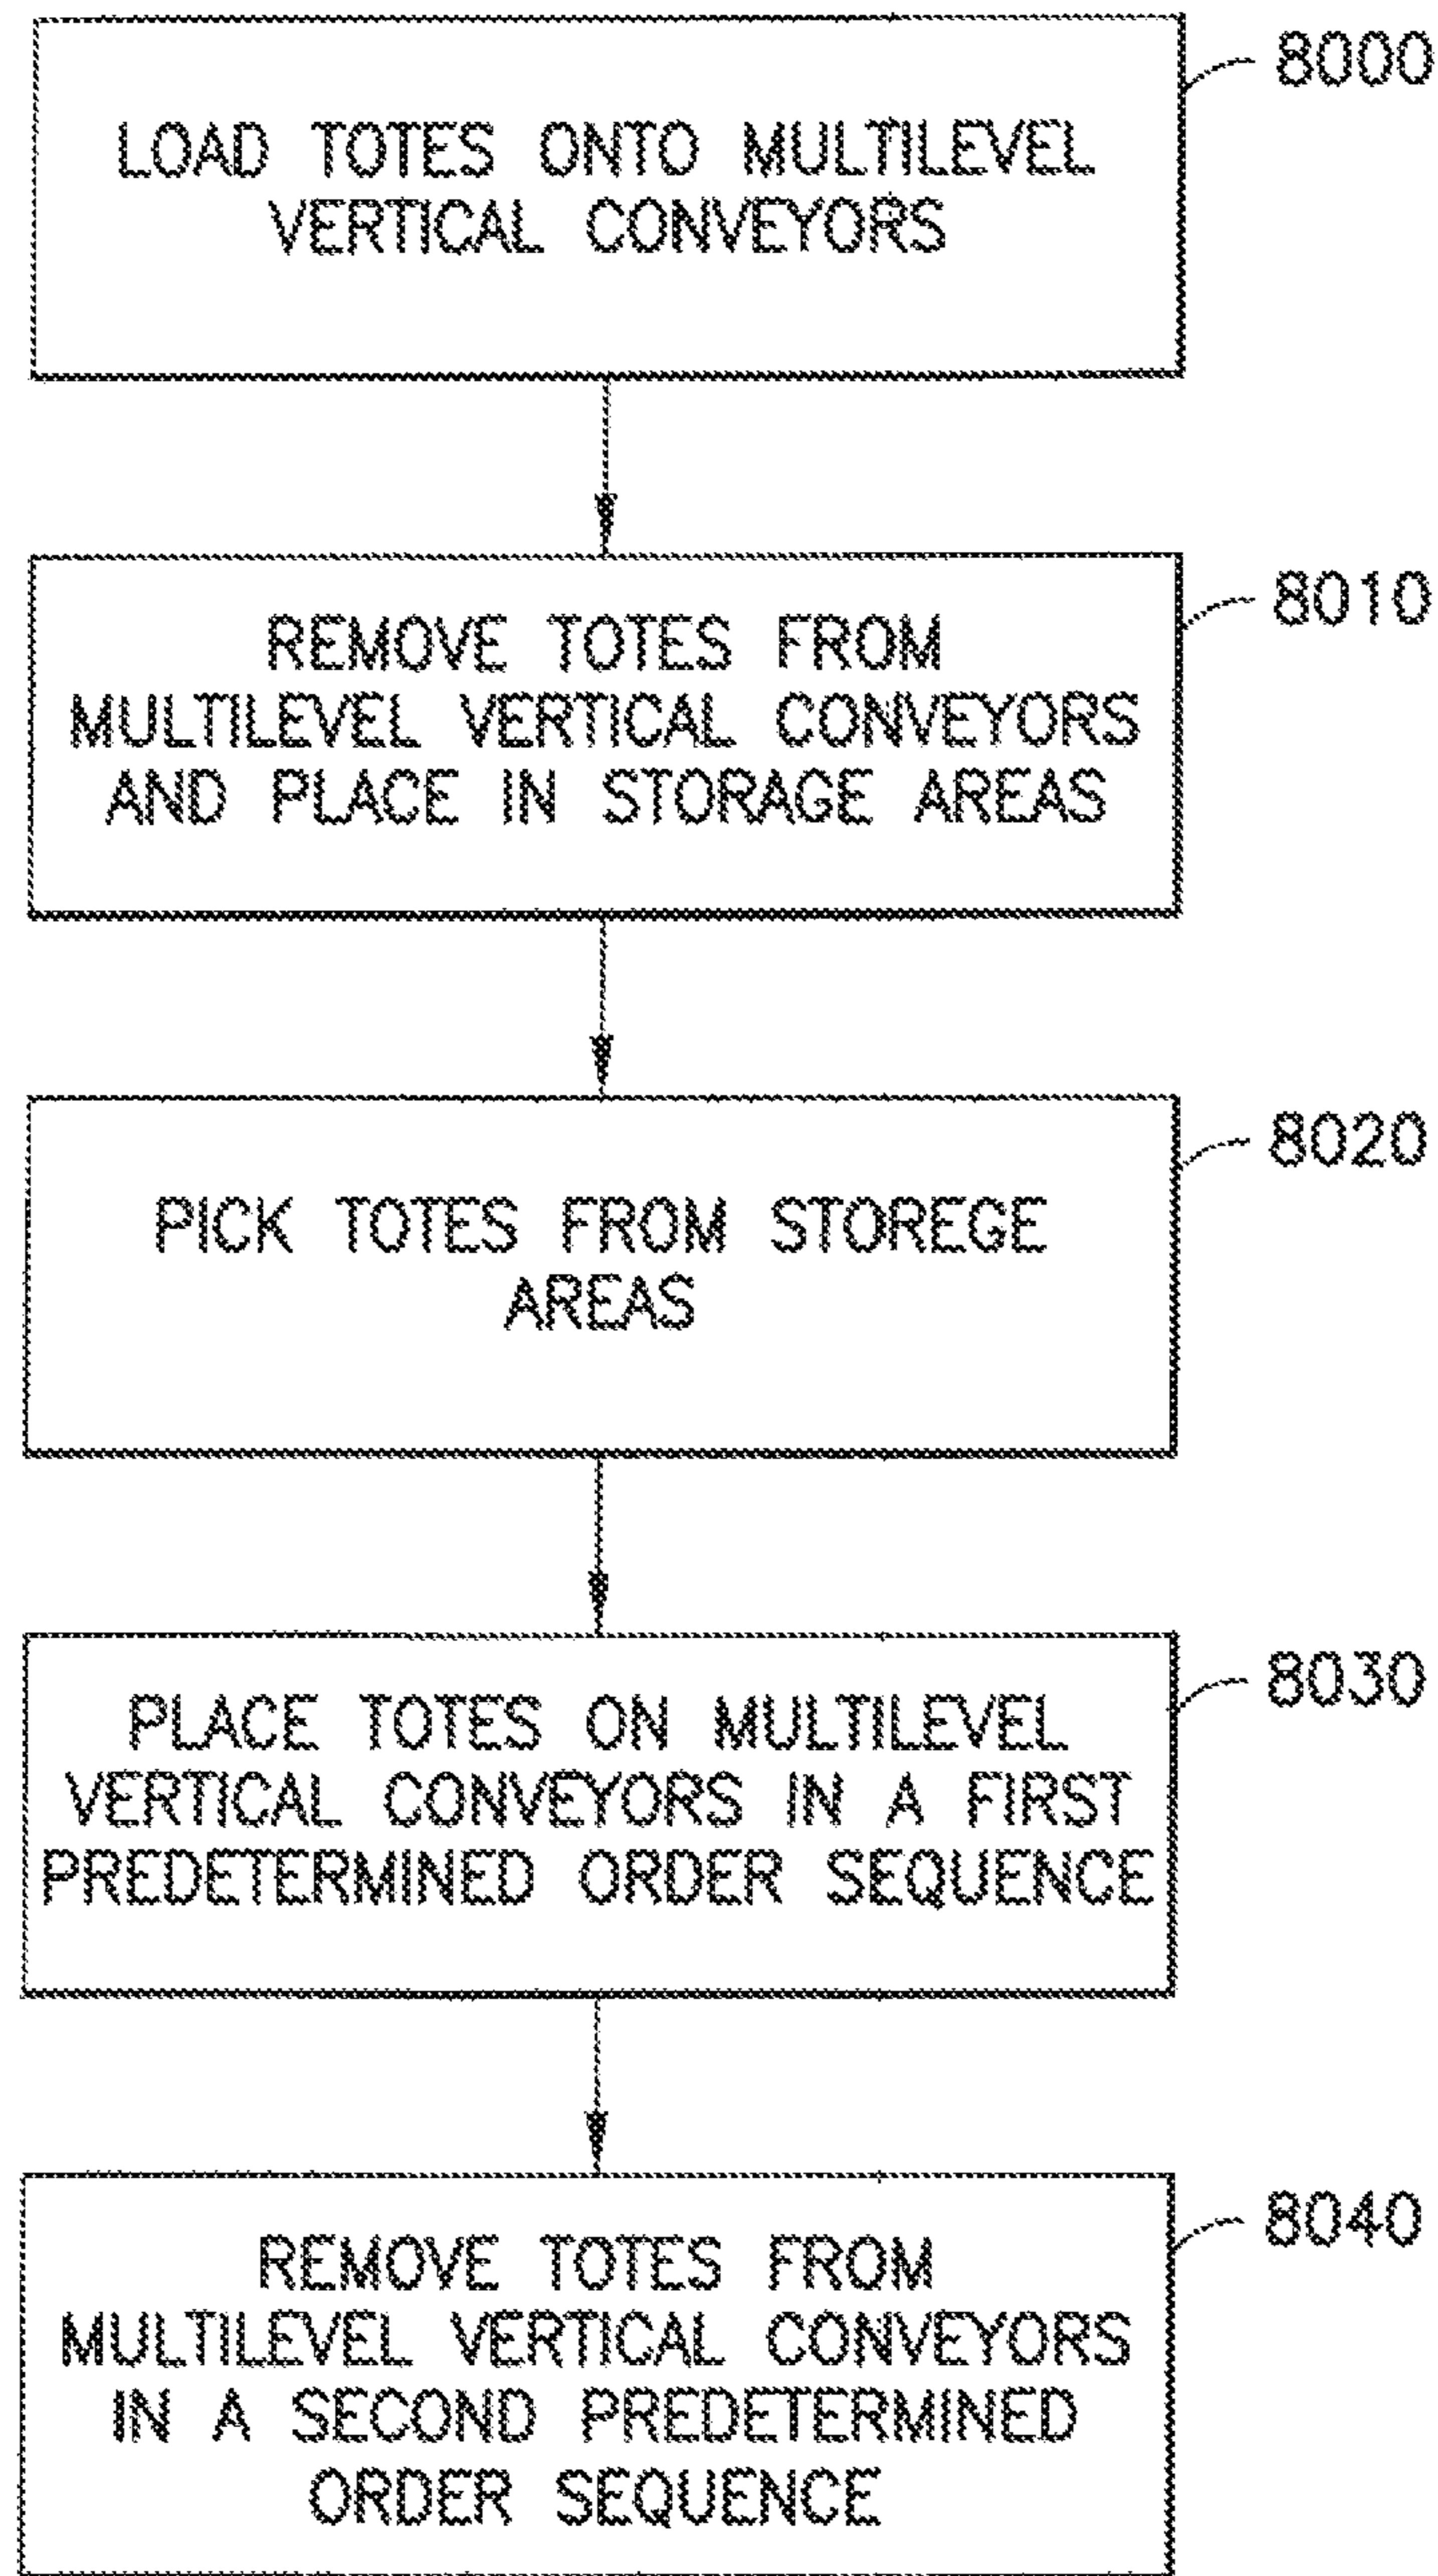 8000
LOAD TOTES ONTO MULTILEVEL
VERTICAL CONVEYORS
8010
REMOVE TOTES FROM
MULTILEVEL VERTICAL CONVEYORS
AND PLACE IN STORAGE AREAS
8020
PICK TOTES FROM STOREGE
AREAS
8030
PLACE TOTES ON MULTILEVEL
VERTICAL CONVEYORS IN A FIRST
PREDETERMINED ORDER SEQUENCE
8040
REMOVE TOTES FROM
MULTILEVEL VERTICAL CONVEYORS
IN A SECOND PREDETERMINED
ORDER SEQUENCE